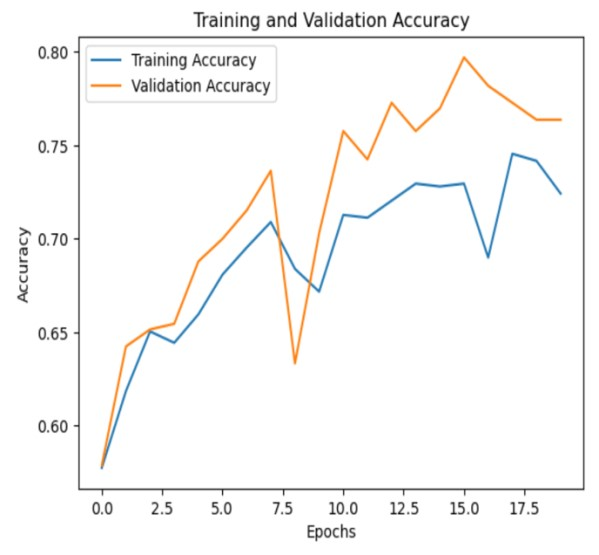 Training and Validation Accuracy
Training Accuracy
Validation Accuracy
0.80
0.75
0.70
0.65
0.60
Accuracy
0.0 2.5 5.0 7.5 10.0 12.5 15.0 17.5
Epochs